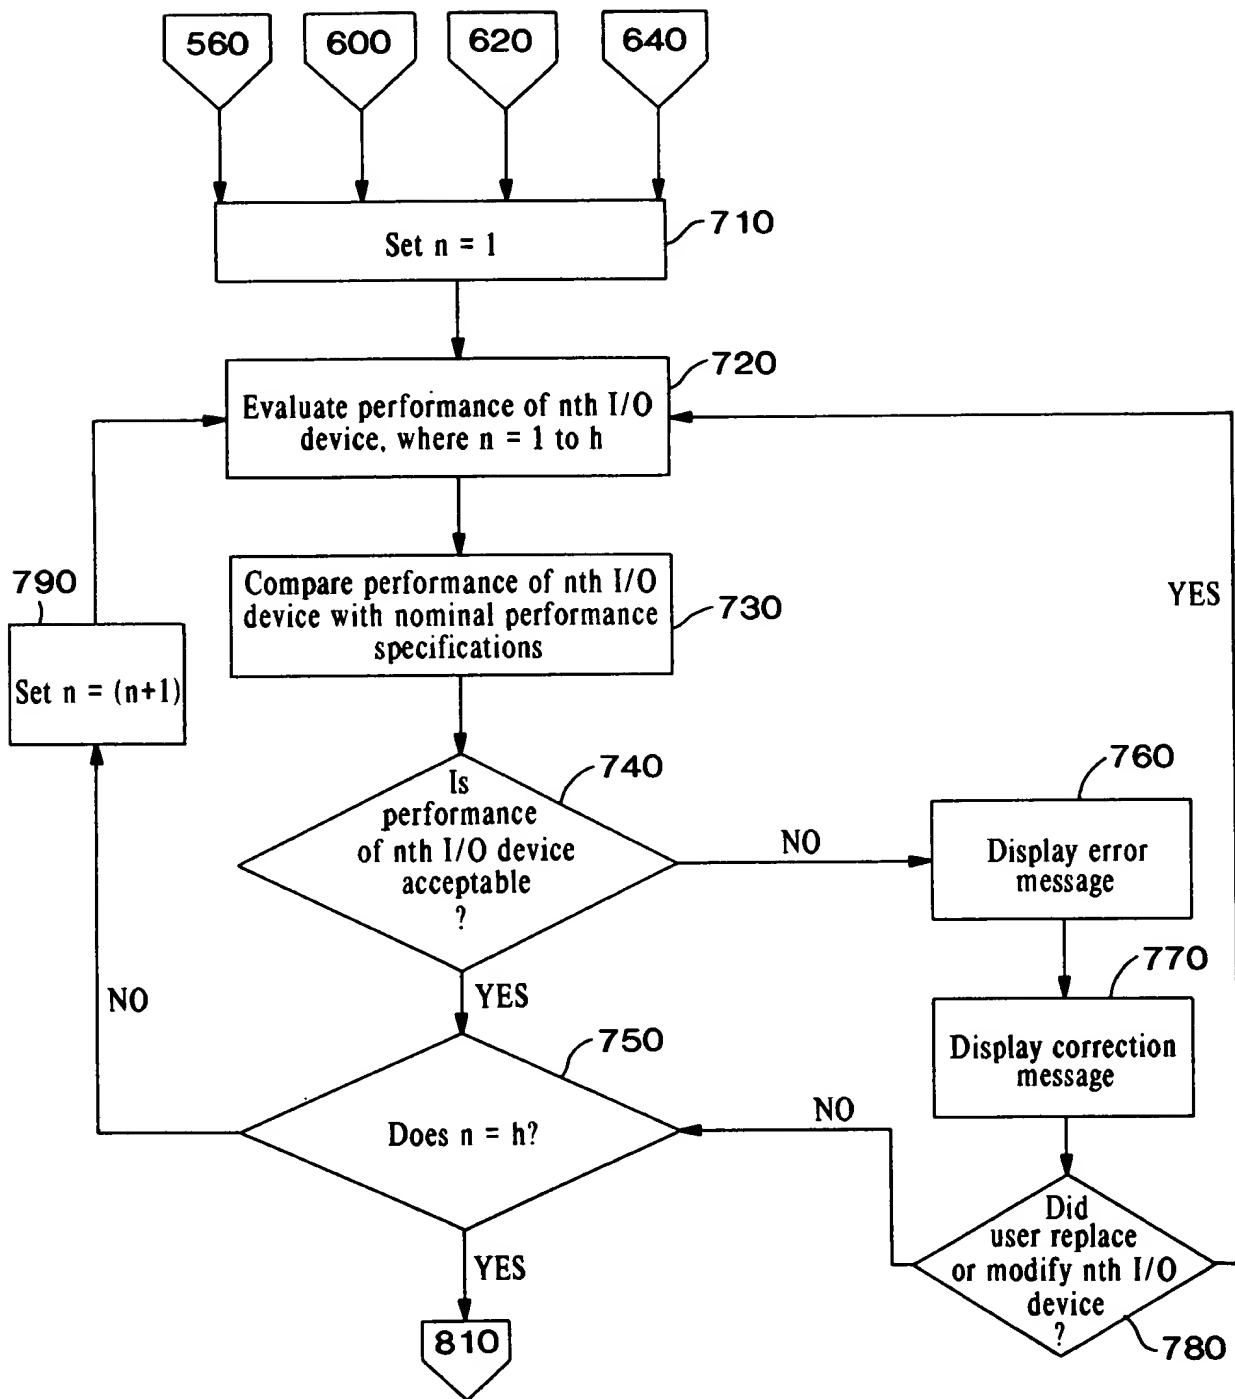 560
600
620
640
Set n = 1
710
Evaluate performance of nth I/O
device, where n = 1 to h
720
Compare performance of nth I/O
device with nominal performance
specifications
730
790
Set n = (n+1)
YES
Is
performance
of nth I/O device
acceptable
?
740
NO
760
Display error
message
770
Display correction
message
YES
NO
Does n = h?
750
NO
Did
user replace
or modify nth I/O
device
?
780
YES
810